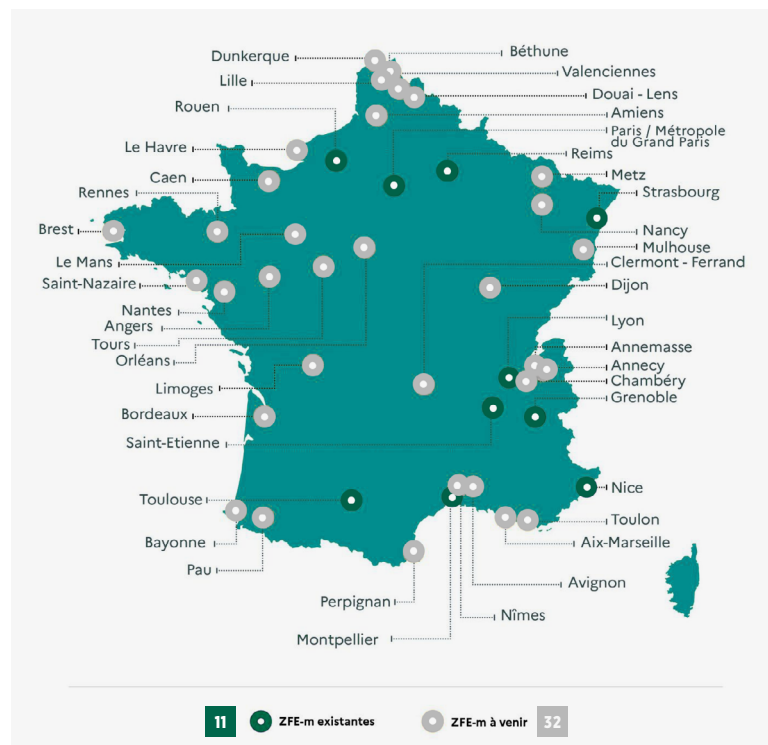 Dunkerque
Béthune
Lille
Valenciennes
Douai - Lens
Rouen
Amiens
Paris / Métropole
du Grand Paris
Le Havre
Reims
Caen
Metz
Rennes
Strasbourg
Brest
Nancy
Mulhouse
Le Mans
Clermont - Ferrand
Saint-Nazaire
Dijon
Nantes
Lyon
Angers
Tours
Annemasse
Orléans
Annecy
Chambéry
Limoges
Grenoble
Bordeaux
Saint-Etienne
Nice
Toulouse
Toulon
Bayonne
Aix-Marseille
Pau
Avignon
Perpignan
Nîmes
Montpellier
11 ZFE-m existantes ZFE-m à venir 32